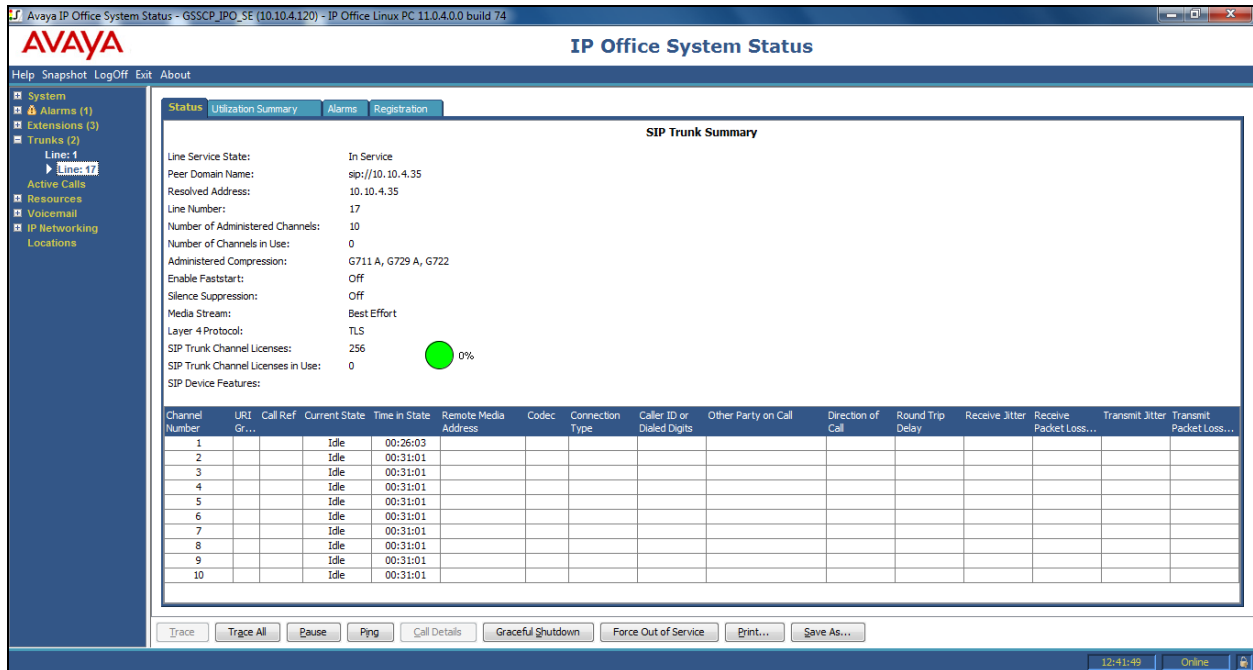 Avaya IP Office System Status - GSSCP_IPO_SE (10.10.4.120) - IP Office Linux PC 11.0.4.0.0 build 74
AVAYA
IP Office System Status
Help Snapshot LogOff Exit About
System
Alarms (1)
Extensions (3)
Trunks (2)
Line: 1
Line: 17
Active Calls
Resources
Voicemail
IP Networking
Locations
Status Utilization Summary Alarms Registration
SIP Trunk Summary
Line Service State: In Service
Peer Domain Name: sip://10.10.4.35
Resolved Address: 10.10.4.35
Line Number: 17
Number of Administered Channels: 10
Number of Channels in Use: 0
Administered Compression: G711 A, G729 A, G722
Enable Faststart: Off
Silence Suppression: Off
Media Stream: Best Effort
Layer 4 Protocol: TLS
SIP Trunk Channel Licenses: 256
0%
SIP Trunk Channel Licenses in Use: 0
SIP Device Features:
Channel Number URI Gr... Call Ref Current State Time in State Remote Media Address Codec Connection Type Caller ID or Dialed Digits Other Party on Call Direction of Call Round Trip Delay Receive Jitter Receive Packet Loss... Transmit Jitter Transmit Packet Loss...
1 Idle 00:26:03
2 Idle 00:31:01
3 Idle 00:31:01
4 Idle 00:31:01
5 Idle 00:31:01
6 Idle 00:31:01
7 Idle 00:31:01
8 Idle 00:31:01
9 Idle 00:31:01
10 Idle 00:31:01
Trace Trace All Pause Ping Call Details Graceful Shutdown Force Out of Service Print... Save As...
12:41:49 Online